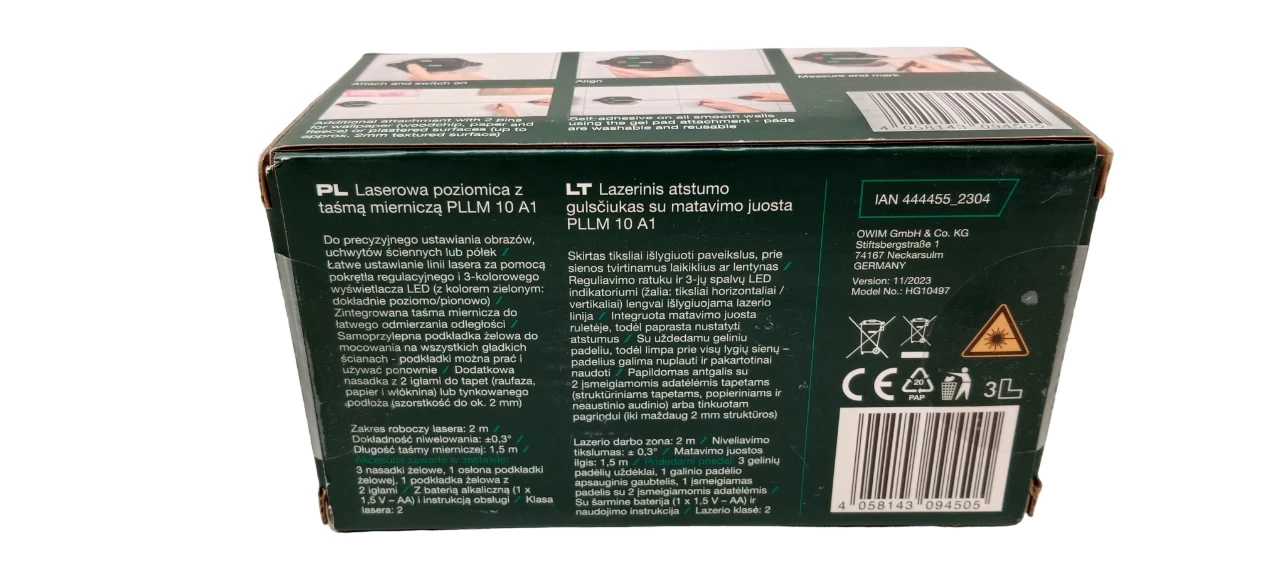 Attach and switch on
Align
Measure and mark
Additional attachment with 2 pins
for wallpaper (woodchip, paper and
fleece) or plastered surfaces (up to
approx. 2mm textured surface)
Self-adhesive on all smooth walls
using the gel pad attachment - pads
are washable and reusable
4 058143 094505
PL Laserowa poziomica z
taśmą mierniczą PLLM 10 A1
Do precyzyjnego ustawiania obrazów,
uchwytów ściennych lub półek /
Łatwe ustawianie linii lasera za pomocą
pokrętła regulacyjnego i 3-kolorowego
wyświetlacza LED (z kolorem zielonym:
dokładnie poziomo/pionowo) /
Zintegrowana taśma miernicza do
łatwego odmierzania odległości /
Samoprzylepna podkładka żelowa do
mocowania na wszystkich gładkich
ścianach - podkładki można prać i
używać ponownie / Dodatkowa
nasadka z 2 igłami do tapet (raufaza,
papier i włóknina) lub tynkowanego
podłoża (szorstkość do ok. 2 mm)
Zakres roboczy lasera: 2 m /
Dokładność niwelowania: ±0,3° /
Długość taśmy mierniczej: 1,5 m /
Akcesoria zawarte w zestawie:
3 nasadki żelowe, 1 osłona podkładki
żelowej, 1 podkładka żelowa z
2 igłami / Z baterią alkaliczną (1 x
1,5 V – AA) i instrukcją obsługi / Klasa
lasera: 2
LT Lazerinis atstumo
gulsčiukas su matavimo juosta
PLLM 10 A1
Skirtas tiksliai išlygiuoti paveikslus, prie
sienos tvirtinamus laikiklius ar lentynas /
Reguliavimo ratuku ir 3-jų spalvų LED
indikatoriumi (žalia: tiksliai horizontaliai /
vertikaliai) lengvai išlygiuojama lazerio
linija / Integruota matavimo juosta
ruletėje, todėl paprasta nustatyti
atstumus / Su uždedamu geliniu
padeliu, todėl limpa prie visų lygių sienų –
padelius galima nuplauti ir pakartotinai
naudoti / Papildomas antgalis su
2 įsmeigiamomis adatėlėmis tapetams
(struktūriniams tapetams, popieriniams ir
neaustinio audinio) arba tinkuotam
pagrindui (iki maždaug 2 mm struktūros)
Lazerio darbo zona: 2 m / Niveliavimo
tikslumas: ± 0,3° / Matavimo juostos
ilgis: 1,5 m / Pridedami priedai: 3 gelinių
padėlių uždėklai, 1 galinio padėlio
apsauginis gaubtelis, 1 įsmeigiamas
padelis su 2 įsmeigiamomis adatėlėmis /
Su šarmine baterija (1 x 1,5 V – AA) ir
naudojimo instrukcija / Lazerio klasė: 2
IAN 444455_2304
OWIM GmbH & Co. KG
Stiftsbergstraße 1
74167 Neckarsulm
GERMANY
Version: 11/2023
Model No.: HG10497
CE
20
PAP
3L
4 058143 094505